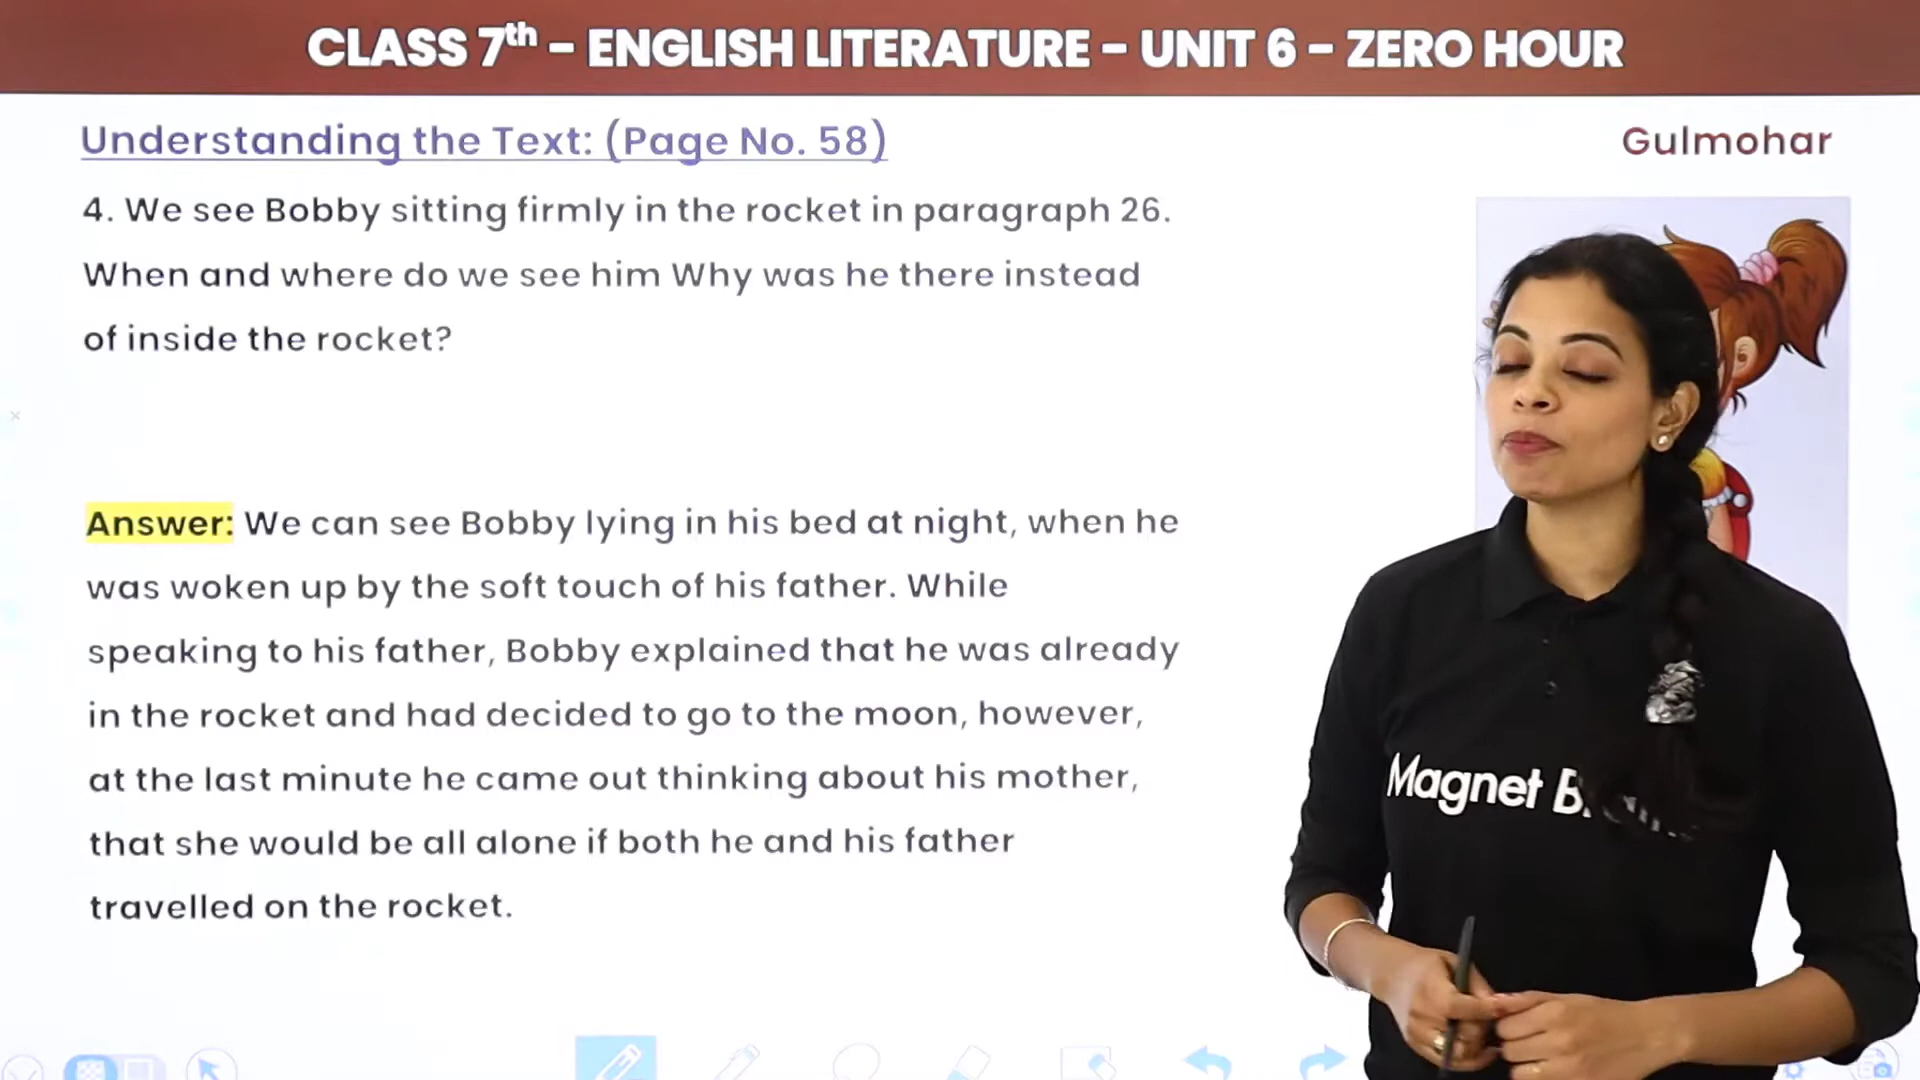 CLASS 7th – ENGLISH LITERATURE – UNIT 6 – ZERO HOUR
Understanding the Text: (Page No. 58)
Gulmohar
4. We see Bobby sitting firmly in the rocket in paragraph 26.
When and where do we see him Why was he there instead
of inside the rocket?
Answer: We can see Bobby lying in his bed at night, when he
was woken up by the soft touch of his father. While
speaking to his father, Bobby explained that he was already
in the rocket and had decided to go to the moon, however,
at the last minute he came out thinking about his mother,
that she would be all alone if both he and his father
travelled on the rocket.
Magnet